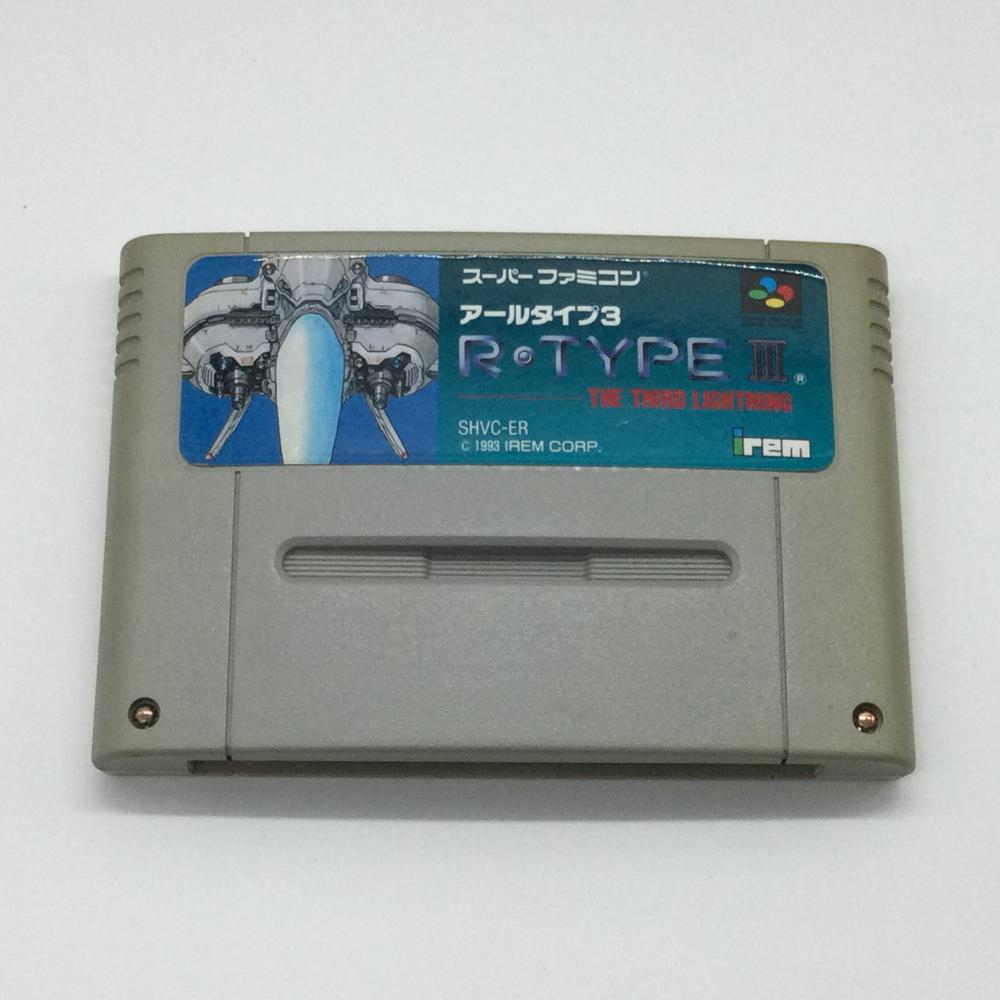 スーパーファミコン®
アールタイプ3
R・TYPE III ®
THE THIRD LIGHTNING
SHVC-ER
© 1993 IREM CORP.
irem